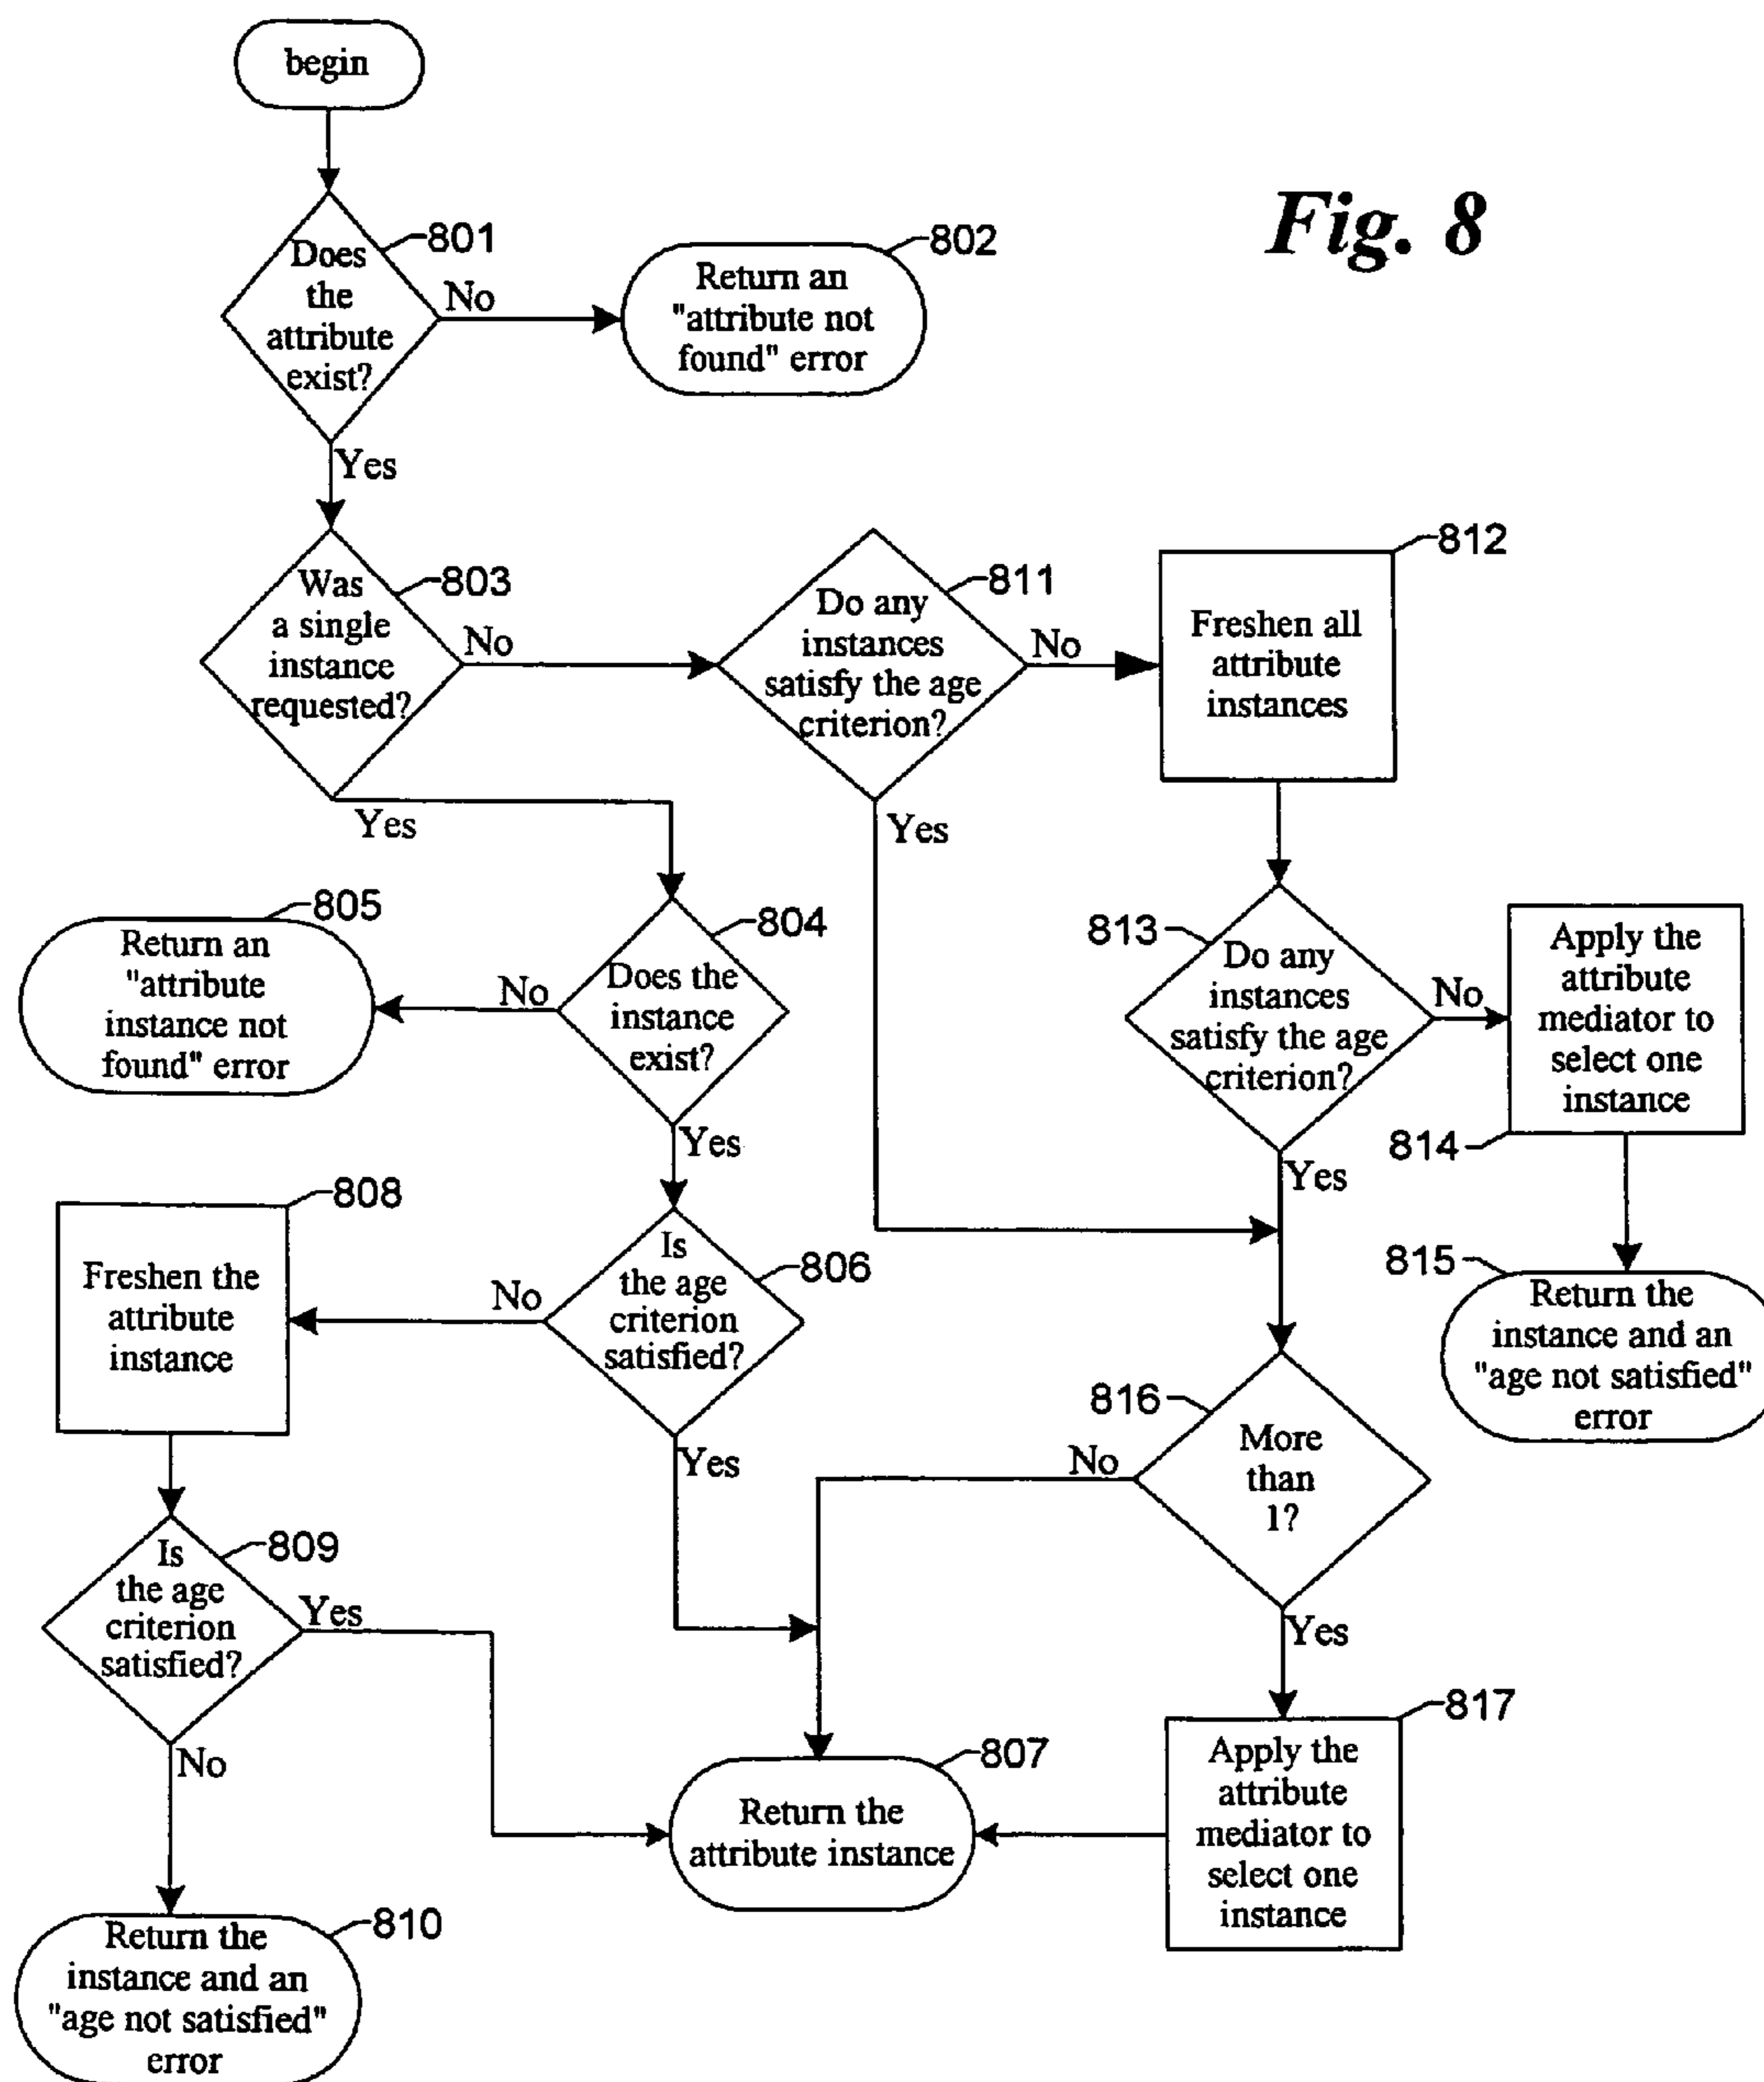 begin
Fig. 8
801
Does
the
attribute
exist?
No
802
Return an
"attribute not
found" error
Yes
803
Was
a single
instance
requested?
No
811
Do any
instances
satisfy the age
criterion?
No
812
Freshen all
attribute
instances
Yes
Yes
805
Return an
"attribute
instance not
found" error
No
804
Does the
instance
exist?
813
Do any
instances
satisfy the age
criterion?
No
Apply the
attribute
mediator to
select one
instance
814
Yes
Yes
808
Freshen the
attribute
instance
No
806
Is
the age
criterion
satisfied?
815
Return the
instance and an
"age not satisfied"
error
Yes
816
More
than
1?
No
Yes
809
Is
the age
criterion
satisfied?
Yes
No
807
Return the
attribute instance
817
Apply the
attribute
mediator to
select one
instance
810
Return the
instance and an
"age not satisfied"
error